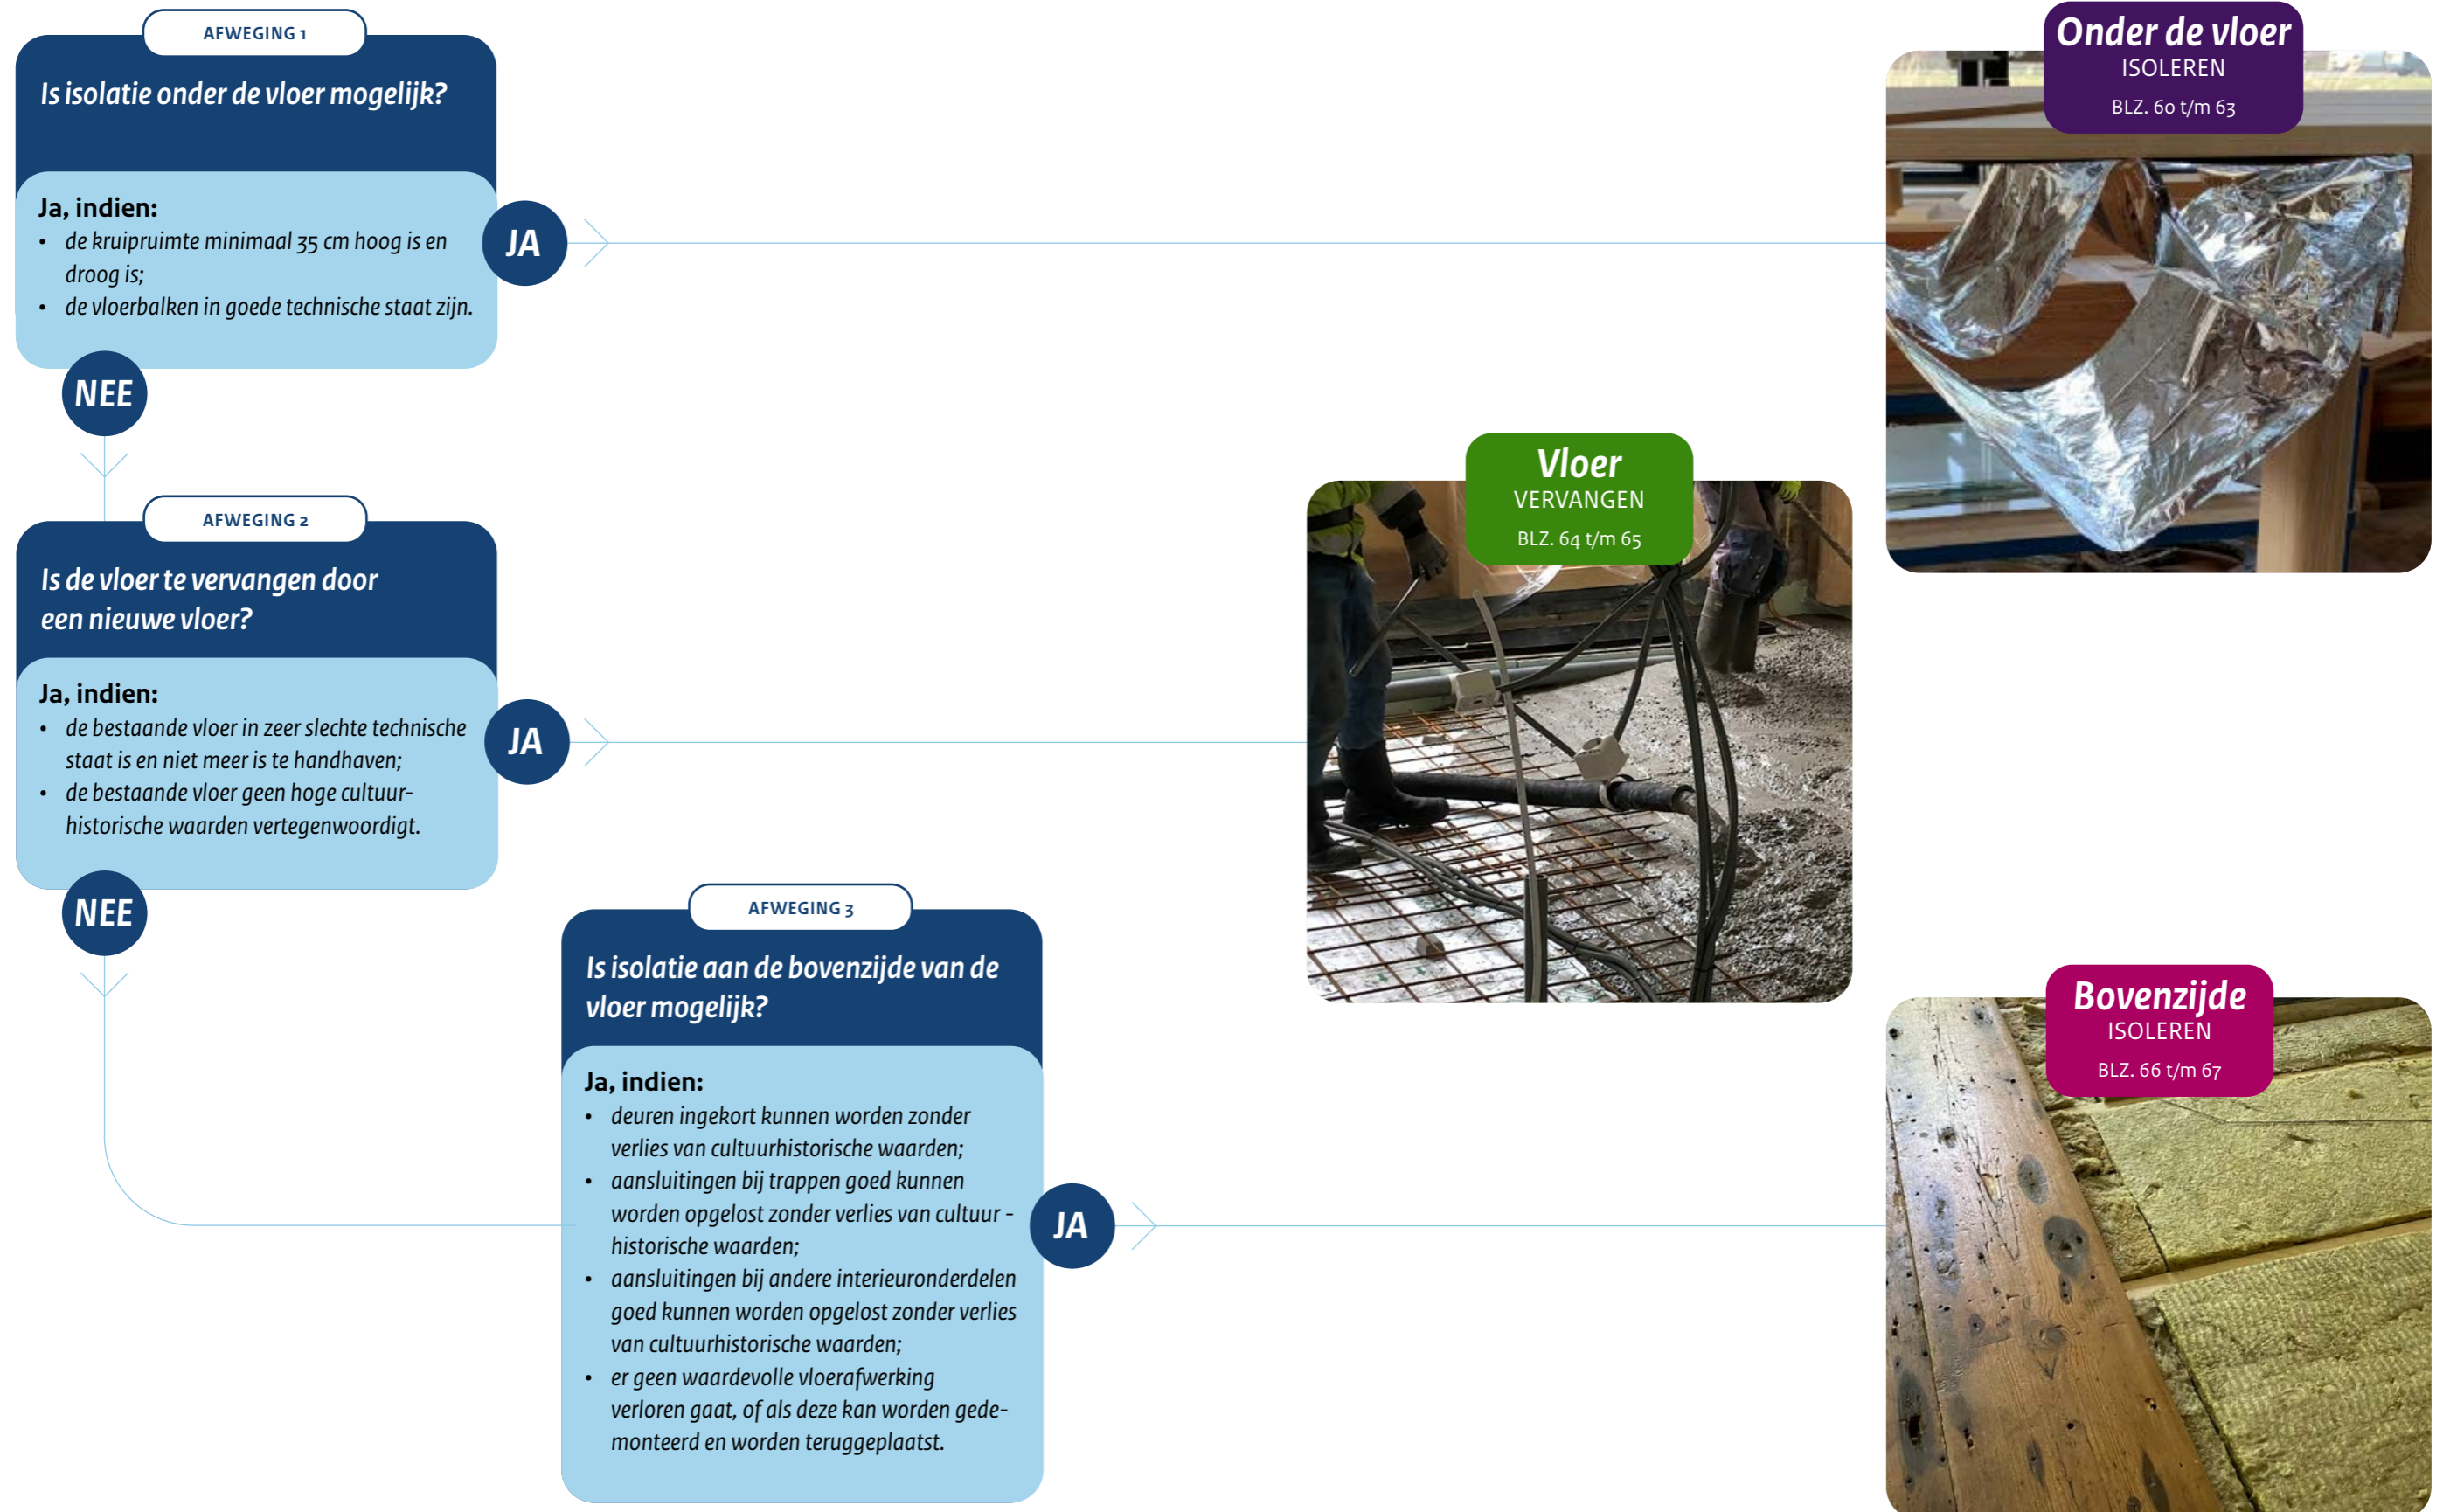 AFWEGING 1
Is isolatie onder de vloer mogelijk?
Ja, indien:
• de kruipruimte minimaal 35 cm hoog is en
droog is;
• de vloerbalken in goede technische staat zijn.
JA
NEE
Onder de vloer
ISOLEREN
BLZ. 60 t/m 63
AFWEGING 2
Is de vloer te vervangen door
een nieuwe vloer?
Ja, indien:
• de bestaande vloer in zeer slechte technische
staat is en niet meer is te handhaven;
• de bestaande vloer geen hoge cultuur-
historische waarden vertegenwoordigt.
JA
NEE
Vloer
VERVANGEN
BLZ. 64 t/m 65
AFWEGING 3
Is isolatie aan de bovenzijde van de
vloer mogelijk?
Ja, indien:
• deuren ingekort kunnen worden zonder
verlies van cultuurhistorische waarden;
• aansluitingen bij trappen goed kunnen
worden opgelost zonder verlies van cultuur -
historische waarden;
• aansluitingen bij andere interieuronderdelen
goed kunnen worden opgelost zonder verlies
van cultuurhistorische waarden;
• er geen waardevolle vloerafwerking
verloren gaat, of als deze kan worden gede-
monteerd en worden teruggeplaatst.
JA
Bovenzijde
ISOLEREN
BLZ. 66 t/m 67